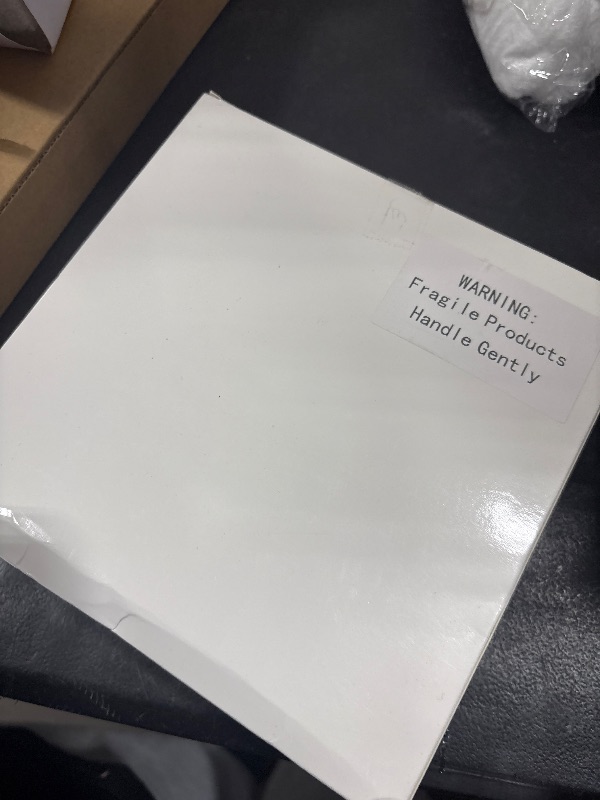 WARNING:
Fragile Products
Handle Gently